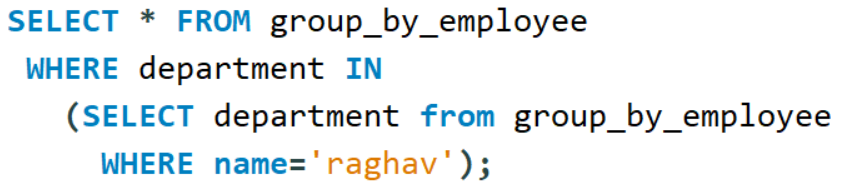 SELECT * FROM group_by_employee
WHERE department IN
(SELECT department from group_by_employee
WHERE name='raghav');